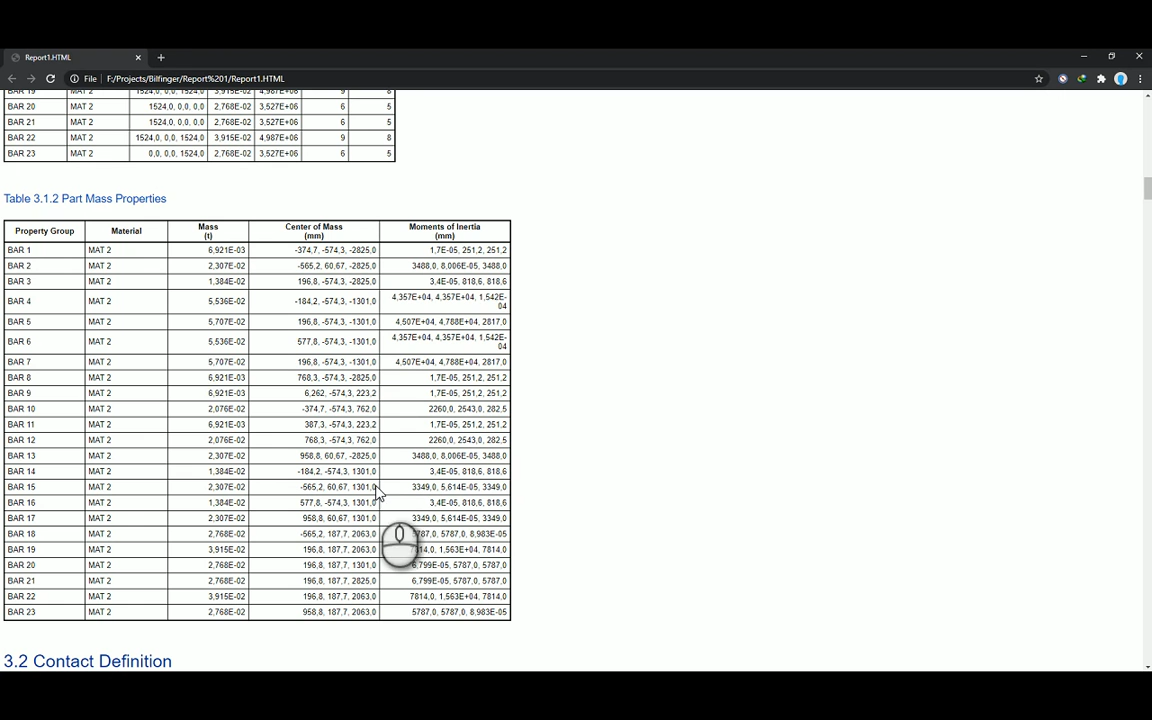 Report1.HTML
File F:/Projects/Bilfinger/Report%201/Report1.HTML
BAR 19 MAT 2 1524,0, 0,0, 1524,0 3,915E-02 4,987E+06 9 8
BAR 20 MAT 2 1524,0, 0,0, 0,0 2,768E-02 3,527E+06 6 5
BAR 21 MAT 2 1524,0, 0,0, 0,0 2,768E-02 3,527E+06 6 5
BAR 22 MAT 2 1524,0, 0,0, 1524,0 3,915E-02 4,987E+06 9 8
BAR 23 MAT 2 0,0, 0,0, 1524,0 2,768E-02 3,527E+06 6 5
Table 3.1.2 Part Mass Properties
Property Group Material Mass (t) Center of Mass (mm) Moments of Inertia (mm)
BAR 1 MAT 2 6,921E-03 -374,7, -574,3, -2825,0 1,7E-05, 251,2, 251,2
BAR 2 MAT 2 2,307E-02 -565,2, 60,67, -2825,0 3488,0, 8,006E-05, 3488,0
BAR 3 MAT 2 1,384E-02 196,8, -574,3, -2825,0 3,4E-05, 818,6, 818,6
BAR 4 MAT 2 5,536E-02 -184,2, -574,3, -1301,0 4,357E+04, 4,357E+04, 1,542E-04
BAR 5 MAT 2 5,707E-02 196,8, -574,3, -1301,0 4,507E+04, 4,788E+04, 2817,0
BAR 6 MAT 2 5,536E-02 577,8, -574,3, -1301,0 4,357E+04, 4,357E+04, 1,542E-04
BAR 7 MAT 2 5,707E-02 196,8, -574,3, -1301,0 4,507E+04, 4,788E+04, 2817,0
BAR 8 MAT 2 6,921E-03 768,3, -574,3, -2825,0 1,7E-05, 251,2, 251,2
BAR 9 MAT 2 6,921E-03 6,262, -574,3, 223,2 1,7E-05, 251,2, 251,2
BAR 10 MAT 2 2,076E-02 -374,7, -574,3, 762,0 2260,0, 2543,0, 282,5
BAR 11 MAT 2 6,921E-03 387,3, -574,3, 223,2 1,7E-05, 251,2, 251,2
BAR 12 MAT 2 2,076E-02 768,3, -574,3, 762,0 2260,0, 2543,0, 282,5
BAR 13 MAT 2 2,307E-02 958,8, 60,67, -2825,0 3488,0, 8,006E-05, 3488,0
BAR 14 MAT 2 1,384E-02 -184,2, -574,3, 1301,0 3,4E-05, 818,6, 818,6
BAR 15 MAT 2 2,307E-02 -565,2, 60,67, 1301,0 3349,0, 5,614E-05, 3349,0
BAR 16 MAT 2 1,384E-02 577,8, -574,3, 1301,0 3,4E-05, 818,6, 818,6
BAR 17 MAT 2 2,307E-02 958,8, 60,67, 1301,0 3349,0, 5,614E-05, 3349,0
BAR 18 MAT 2 2,768E-02 -565,2, 187,7, 2063,0 5787,0, 5787,0, 8,983E-05
BAR 19 MAT 2 3,915E-02 196,8, 187,7, 2063,0 7814,0, 1,563E+04, 7814,0
BAR 20 MAT 2 2,768E-02 196,8, 187,7, 1301,0 6,799E-05, 5787,0, 5787,0
BAR 21 MAT 2 2,768E-02 196,8, 187,7, 2825,0 6,799E-05, 5787,0, 5787,0
BAR 22 MAT 2 3,915E-02 196,8, 187,7, 2063,0 7814,0, 1,563E+04, 7814,0
BAR 23 MAT 2 2,768E-02 958,8, 187,7, 2063,0 5787,0, 5787,0, 8,983E-05
3.2 Contact Definition